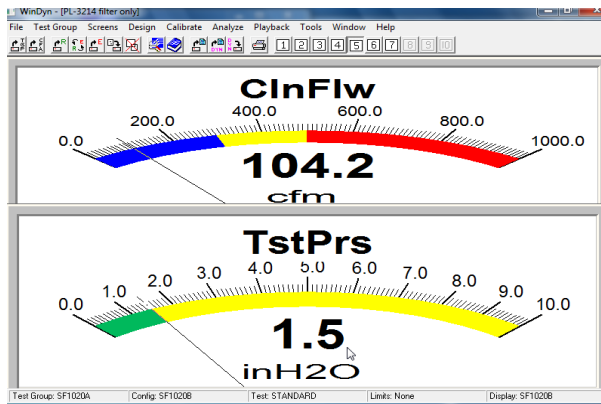 WinDyn - [PL-3214 filter only]
File Test Group Screens Design Calibrate Analyze Playback Tools Window Help
1 2 3 4 5 6 7 8 9 10
ClnFlw
0.0 200.0 400.0 600.0 800.0 1000.0
104.2
cfm
TstPrs
0.0 1.0 2.0 3.0 4.0 5.0 6.0 7.0 8.0 9.0 10.0
1.5
inH2O
Test Group: SF1020A Config: SF1020B Test: STANDARD Limits: None Display: SF1020B